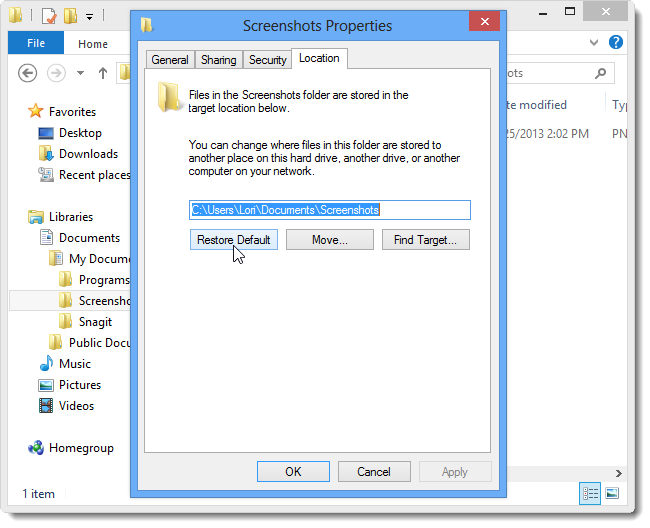 Screenshots Properties
File
Home
General
Sharing
Security
Location
Files in the Screenshots folder are stored in the
target location below.
You can change where files in this folder are stored to
another place on this hard drive, another drive, or another
computer on your network.
C:\Users\Lori\Documents\Screenshots
Restore Default
Move...
Find Target...
OK
Cancel
Apply
Favorites
Desktop
Downloads
Recent places
Libraries
Documents
My Docume
Programs
Screensho
Snagit
Public Docu
Music
Pictures
Videos
Homegroup
1 item
ots
te modified
Ty
25/2013 2:02 PM
PN